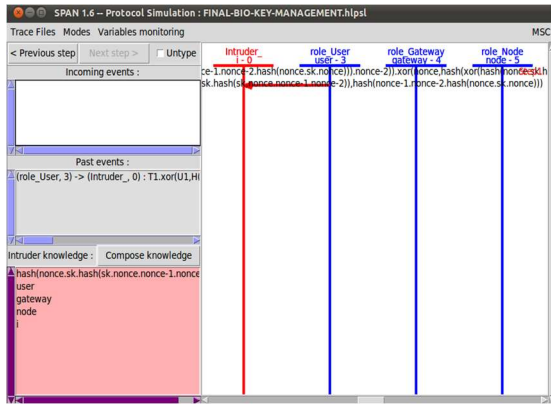 SPAN 1.6 – Protocol Simulation : FINAL-BIO-KEY-MANAGEMENT.hlpsl
Trace Files Modes Variables monitoring MSC
< Previous step Next step > Untype
Incoming events :
Past events :
(role_User, 3) -> (Intruder_, 0) : T1.xor(U1,H
Intruder knowledge : Compose knowledge
hash(nonce.sk.hash(sk.nonce.nonce-1.nonce
user
gateway
node
i
Intruder_ role_User role_Gateway role_Node
i - 0 user - 3 gateway - 4 node - 5
ce-1.nonce-2.hash(nonce.sk.nonce))).nonce-2)).xor(nonce,hash(xor(hash(nonce.sk.h
sk.hash(sk.nonce.nonce-1.nonce-2)),hash(nonce-1.nonce-2.hash(nonce.sk.nonce)))